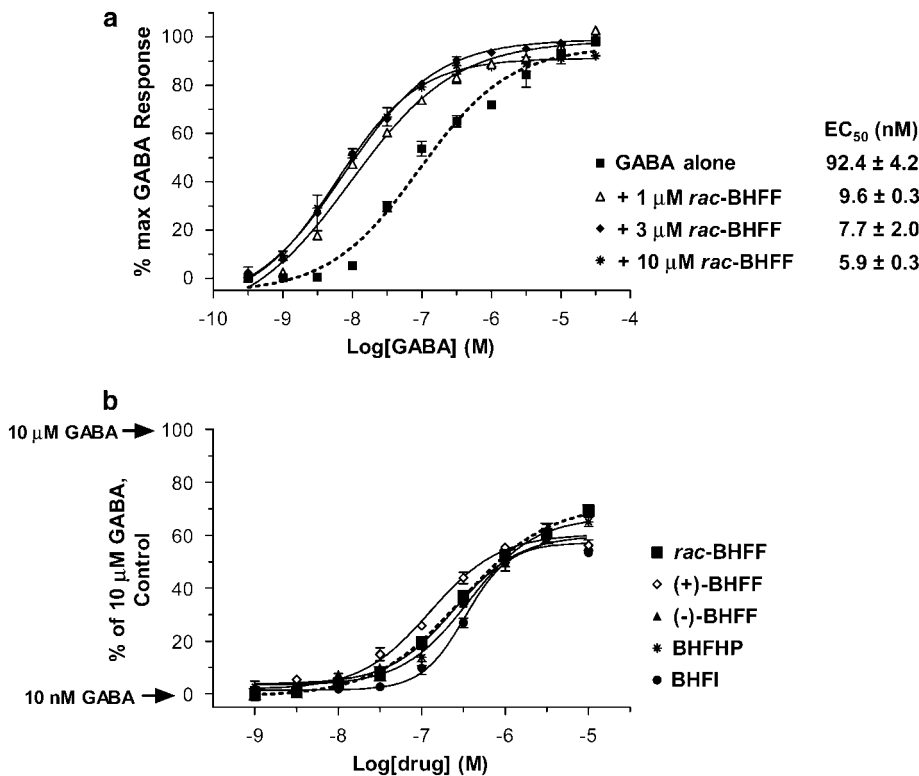 a
% max GABA Response
100
80
60
40
20
0
-10 -9 -8 -7 -6 -5 -4
Log[GABA] (M)
EC50 (nM)
GABA alone 92.4 ± 4.2
+ 1 μM rac-BHFF 9.6 ± 0.3
+ 3 μM rac-BHFF 7.7 ± 2.0
+ 10 μM rac-BHFF 5.9 ± 0.3
b
10 μM GABA
% of 10 μM GABA,
Control
100
80
60
40
20
0
10 nM GABA
-9 -8 -7 -6 -5
Log[drug] (M)
rac-BHFF
(+)-BHFF
(-)-BHFF
BHFHP
BHFI